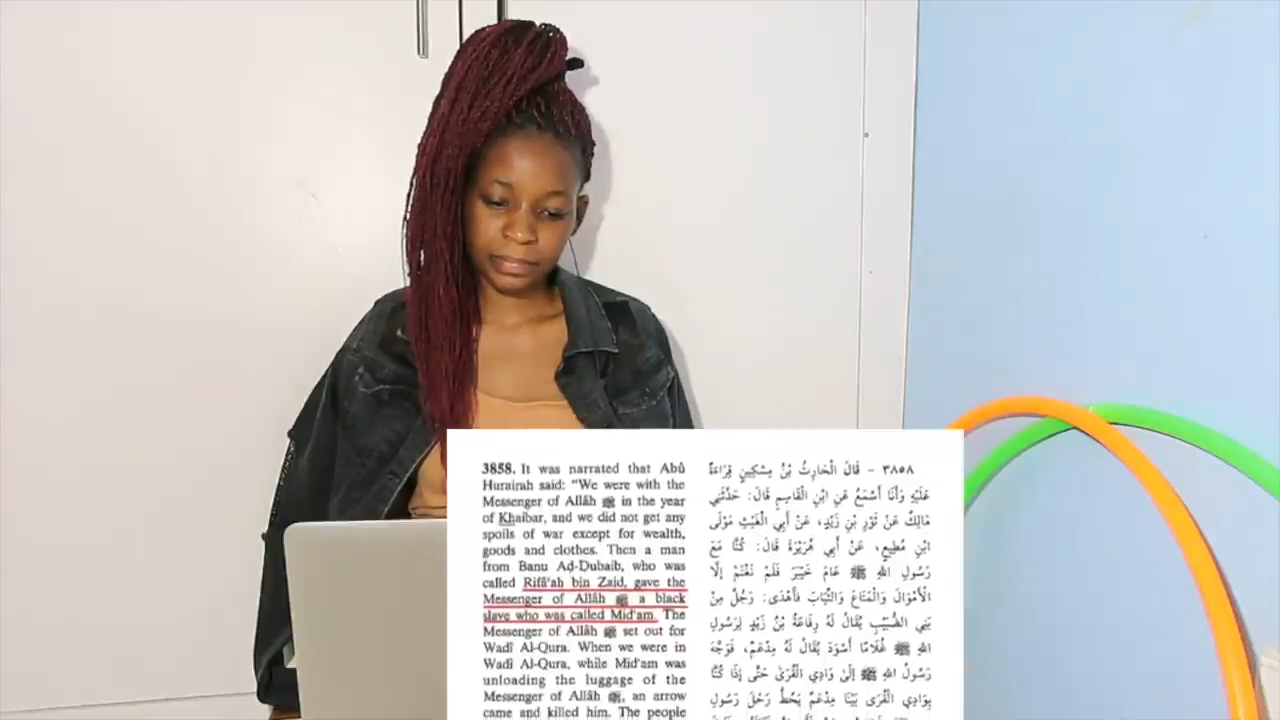 3858. It was narrated that Abû
Hurairah said: "We were with the
Messenger of Allâh ﷺ in the year
of Khaibar, and we did not get any
spoils of war except for wealth,
goods and clothes. Then a man
from Banu Aḍ-Ḍubaib, who was
called Rifâ'ah bin Zaid, gave the
Messenger of Allâh ﷺ a black
slave who was called Mid'am. The
Messenger of Allâh ﷺ set out for
Wadî Al-Qura. When we were in
Wadî Al-Qura, while Mid'am was
unloading the luggage of the
Messenger of Allâh ﷺ, an arrow
came and killed him. The people
٣٨٥٨ - قَالَ الْحَارِثُ بْنُ مِسْكِينٍ قِرَاءَةً
عَلَيْهِ وَأَنَا أَسْمَعُ عَنِ ابْنِ الْقَاسِمِ قَالَ: حَدَّثَنِي
مَالِكٌ عَنْ ثَوْرِ بْنِ زَيْدٍ، عَنْ أَبِي الْغَيْثِ مَوْلَى
ابْنِ مُطِيعٍ، عَنْ أَبِي هُرَيْرَةَ قَالَ: كُنَّا مَعَ
رَسُولِ اللهِ ﷺ عَامَ خَيْبَرَ فَلَمْ نَغْنَمْ إِلَّا
الْأَمْوَالَ وَالْمَتَاعَ وَالثِّيَابَ فَأَهْدَى: رَجُلٌ مِنْ
بَنِي الضُّبَيْبِ يُقَالُ لَهُ رِفَاعَةُ بْنُ زَيْدٍ لِرَسُولِ
اللهِ ﷺ غُلَامًا أَسْوَدَ يُقَالُ لَهُ مِدْعَمٌ، فَوَجَّهَ
رَسُولُ اللهِ ﷺ إِلَى وَادِي الْقُرَى حَتَّى إِذَا كُنَّا
بِوَادِي الْقُرَى بَيْنَا مِدْعَمٌ يَحُطُّ رَحْلَ رَسُولِ